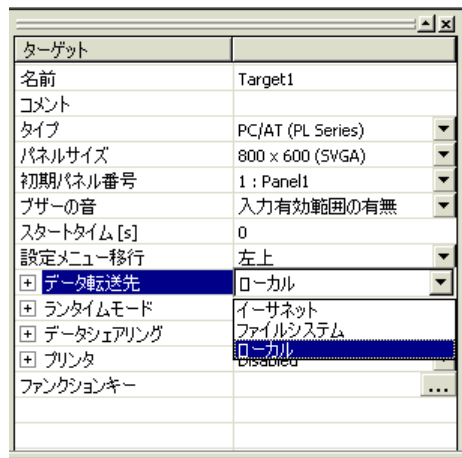 ターゲット
名前 Target1
コメント
タイプ PC/AT (PL Series)
パネルサイズ 800 x 600 (SVGA)
初期パネル番号 1 : Panel1
ブザーの音 入力有効範囲の有無
スタートタイム [s] 0
設定メニュー移行 左上
データ転送先 ローカル
ランタイムモード イーサネット
データシェアリング ファイルシステム
ローカル
プリンタ Disabled
ファンクションキー ...